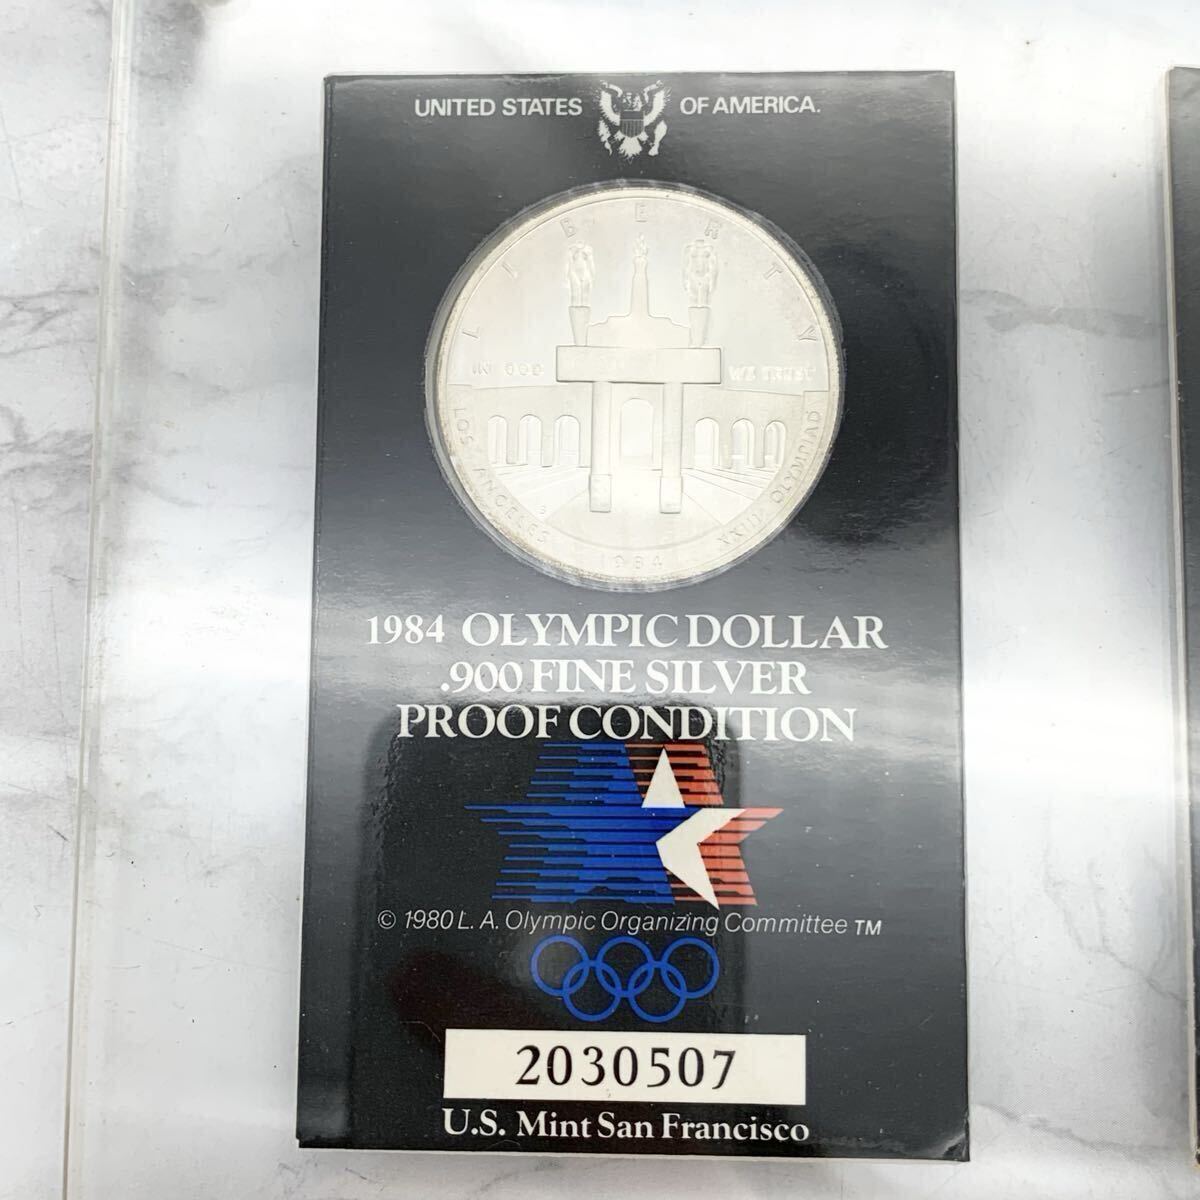 UNITED STATES OF AMERICA.
LIBERTY
IN GOD WE TRUST
LOS ANGELES XXIII OLYMPIAD
S
1984
1984 OLYMPIC DOLLAR
.900 FINE SILVER
PROOF CONDITION
© 1980 L. A. Olympic Organizing Committee TM
2030507
U.S. Mint San Francisco